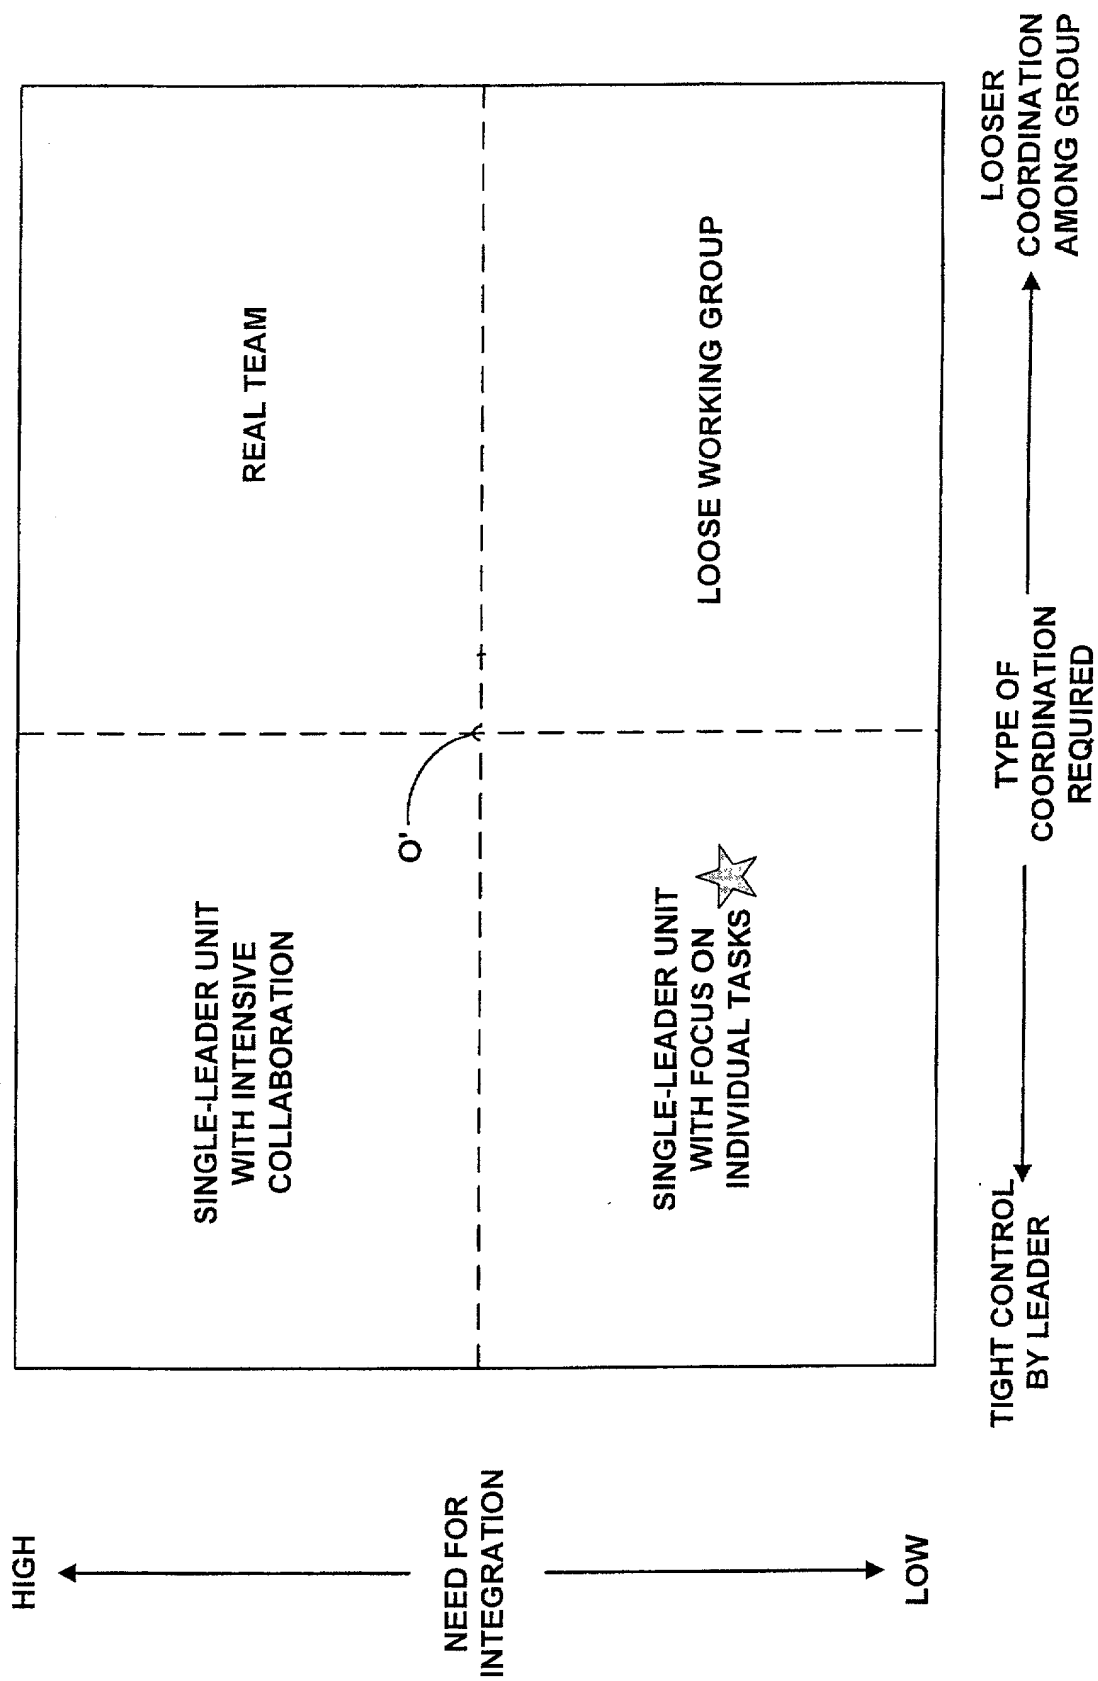 HIGH
NEED FOR
INTEGRATION
LOW
SINGLE-LEADER UNIT
WITH INTENSIVE
COLLABORATION
REAL TEAM
O'
SINGLE-LEADER UNIT
WITH FOCUS ON
INDIVIDUAL TASKS
LOOSE WORKING GROUP
TIGHT CONTROL
BY LEADER
TYPE OF
COORDINATION
REQUIRED
LOOSER
COORDINATION
AMONG GROUP